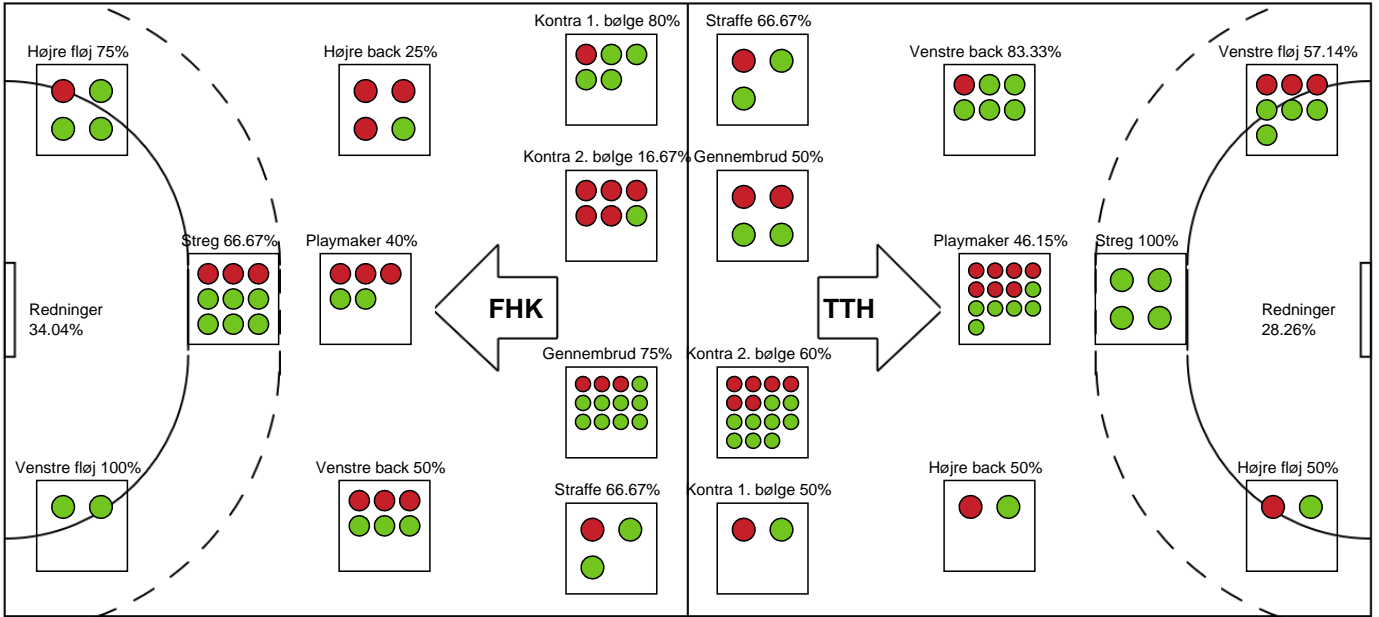 Kontra 1. bølge 80%
Straffe 66.67%
Højre fløj 75%
Højre back 25%
Venstre back 83.33%
Venstre fløj 57.14%
Kontra 2. bølge 16.67%
Gennembrud 50%
Streg 66.67%
Playmaker 40%
Playmaker 46.15%
Streg 100%
Redninger
34.04%
FHK
TTH
Redninger
28.26%
Gennembrud 75%
Kontra 2. bølge 60%
Venstre fløj 100%
Venstre back 50%
Højre back 50%
Højre fløj 50%
Straffe 66.67%
Kontra 1. bølge 50%